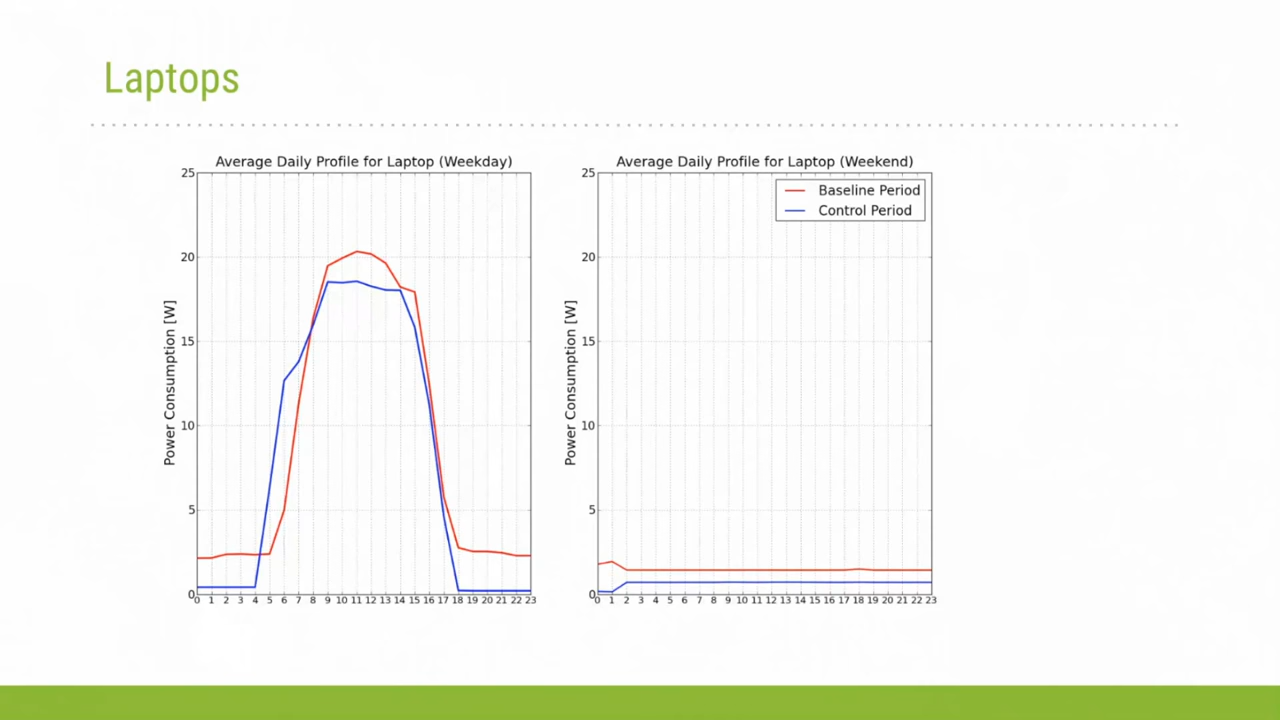 Laptops
Average Daily Profile for Laptop (Weekday)
25
20
15
10
5
0
Power Consumption [W]
0 1 2 3 4 5 6 7 8 9 10 11 12 13 14 15 16 17 18 19 20 21 22 23
Average Daily Profile for Laptop (Weekend)
Baseline Period
Control Period
25
20
15
10
5
0
Power Consumption [W]
0 1 2 3 4 5 6 7 8 9 10 11 12 13 14 15 16 17 18 19 20 21 22 23